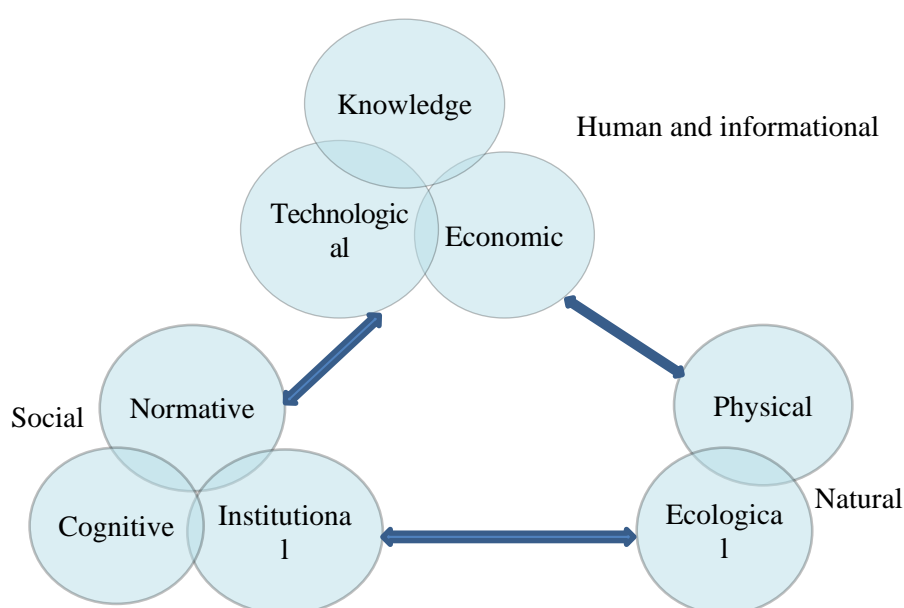 Knowledge
Human and informational
Technologic
al
Economic
Normative
Social
Physical
Cognitive
Institutiona
l
Ecologica
l
Natural